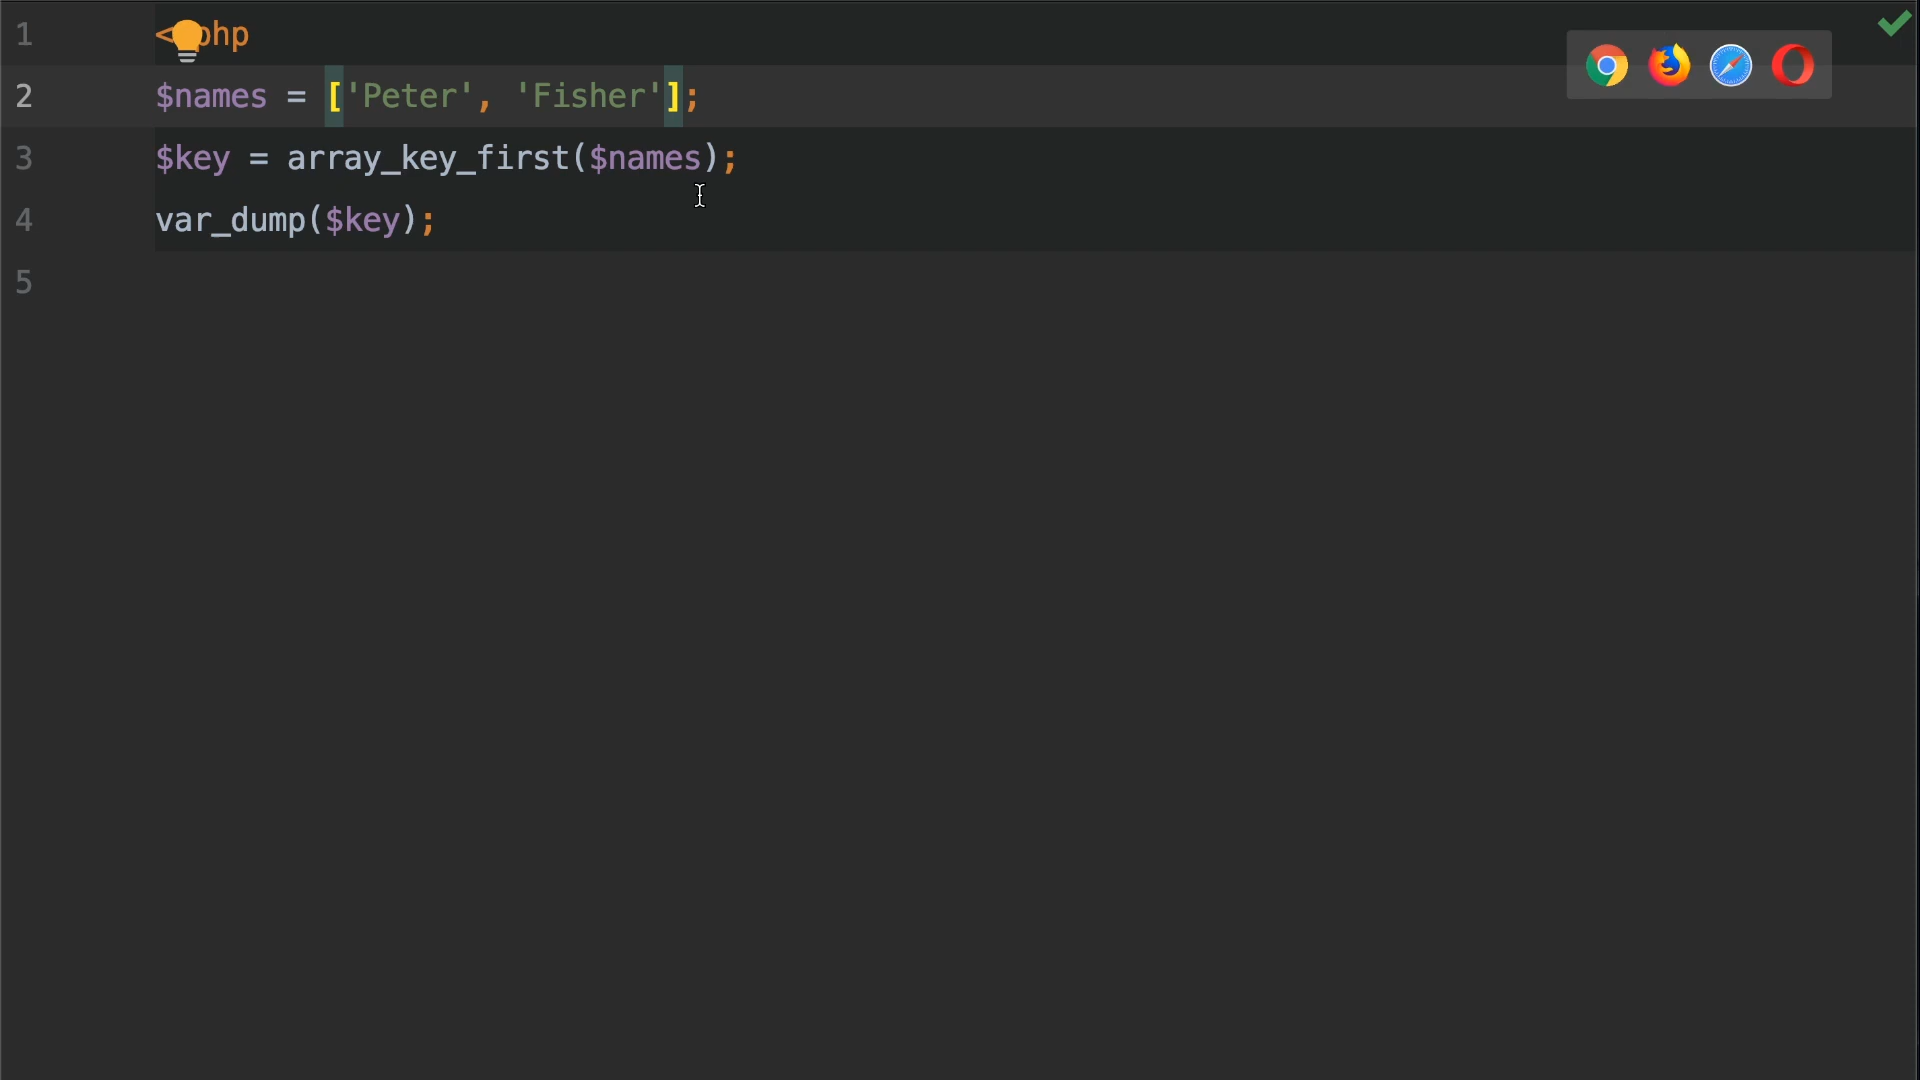 1 <?php
2 $names = ['Peter', 'Fisher'];
3 $key = array_key_first($names);
4 var_dump($key);
5